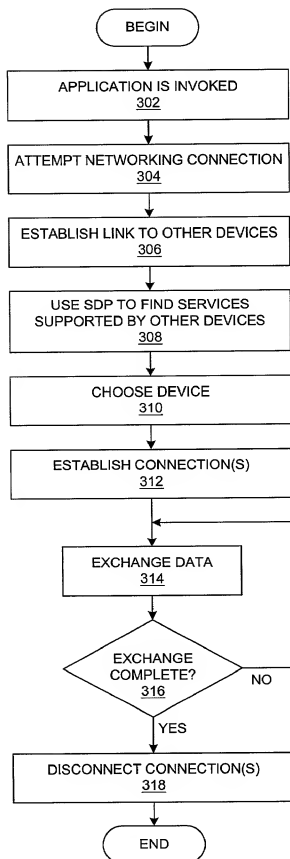 BEGIN
APPLICATION IS INVOKED
302
ATTEMPT NETWORKING CONNECTION
304
ESTABLISH LINK TO OTHER DEVICES
306
USE SDP TO FIND SERVICES
SUPPORTED BY OTHER DEVICES
308
CHOOSE DEVICE
310
ESTABLISH CONNECTION(S)
312
EXCHANGE DATA
314
EXCHANGE
COMPLETE?
316
NO
YES
DISCONNECT CONNECTION(S)
318
END